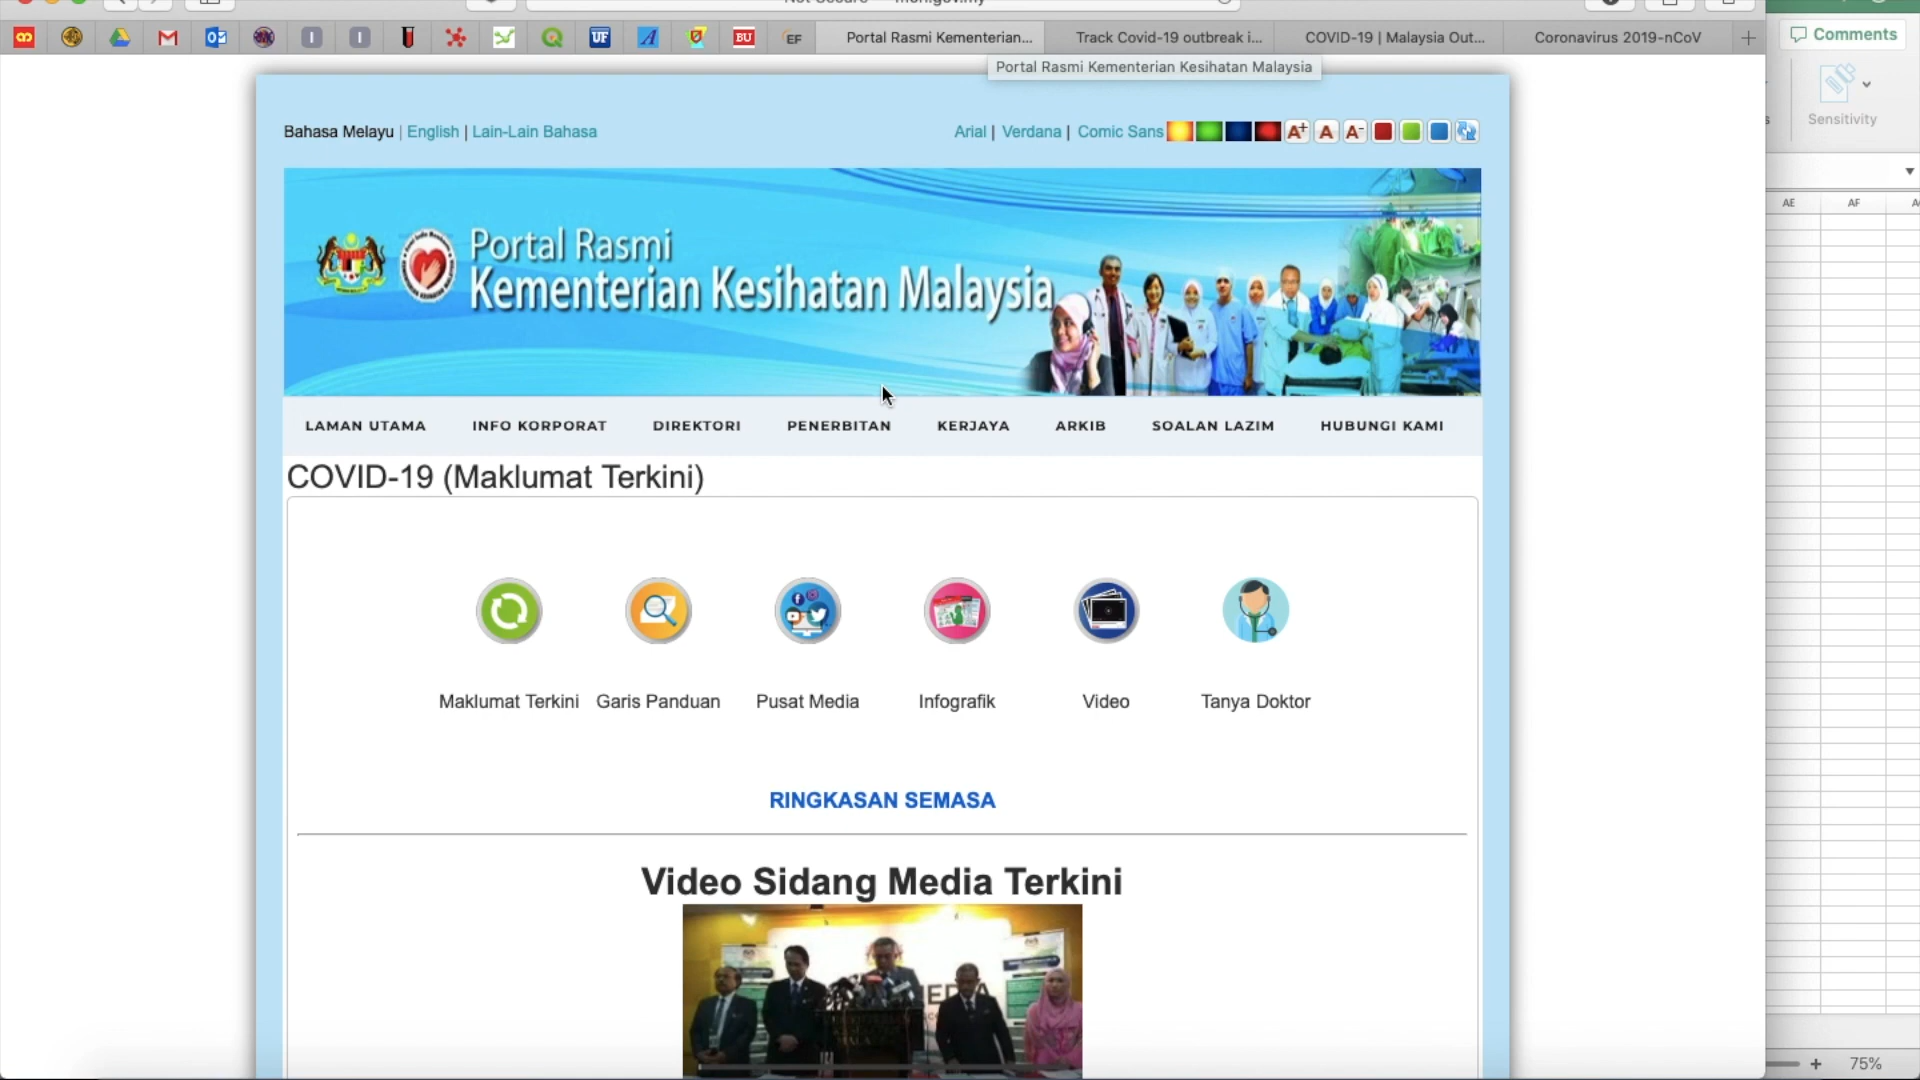 Portal Rasmi Kementerian...
Track Covid-19 outbreak i...
COVID-19 | Malaysia Out...
Coronavirus 2019-nCoV
Comments
Portal Rasmi Kementerian Kesihatan Malaysia
Sensitivity
Bahasa Melayu | English | Lain-Lain Bahasa
Arial | Verdana | Comic Sans A+ A A-
AE AF
Portal Rasmi
Kementerian Kesihatan Malaysia
LAMAN UTAMA INFO KORPORAT DIREKTORI PENERBITAN KERJAYA ARKIB SOALAN LAZIM HUBUNGI KAMI
COVID-19 (Maklumat Terkini)
Maklumat Terkini Garis Panduan Pusat Media Infografik Video Tanya Doktor
RINGKASAN SEMASA
Video Sidang Media Terkini
75%
UF
BU
EF